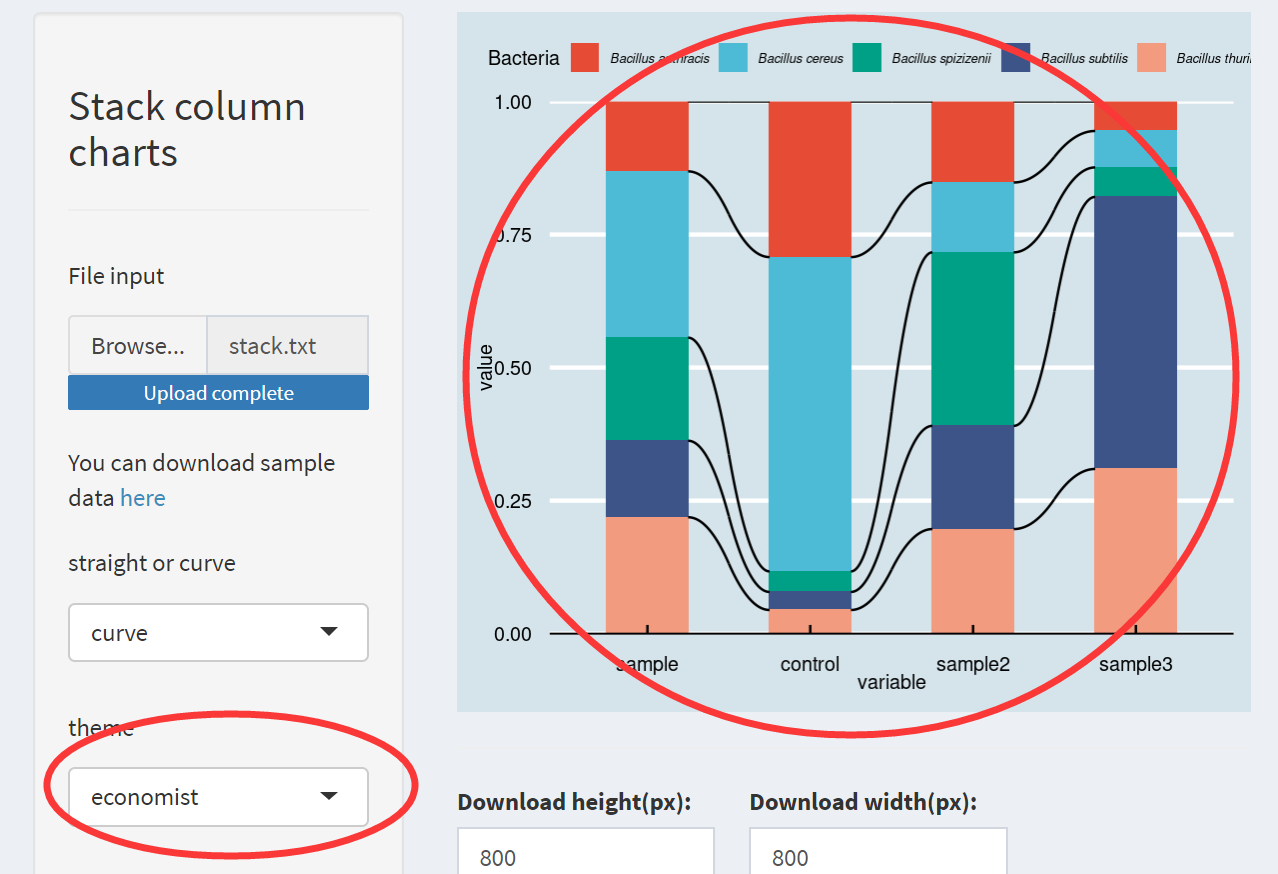 Stack column
charts
File input
Browse...
stack.txt
Upload complete
You can download sample
data here
straight or curve
curve
theme
economist
Bacteria
Bacillus anthracis
Bacillus cereus
Bacillus spizizenii
Bacillus subtilis
Bacillus thuri
1.00
0.75
0.50
0.25
0.00
value
sample
control
sample2
sample3
variable
Download height(px):
Download width(px):
800
800